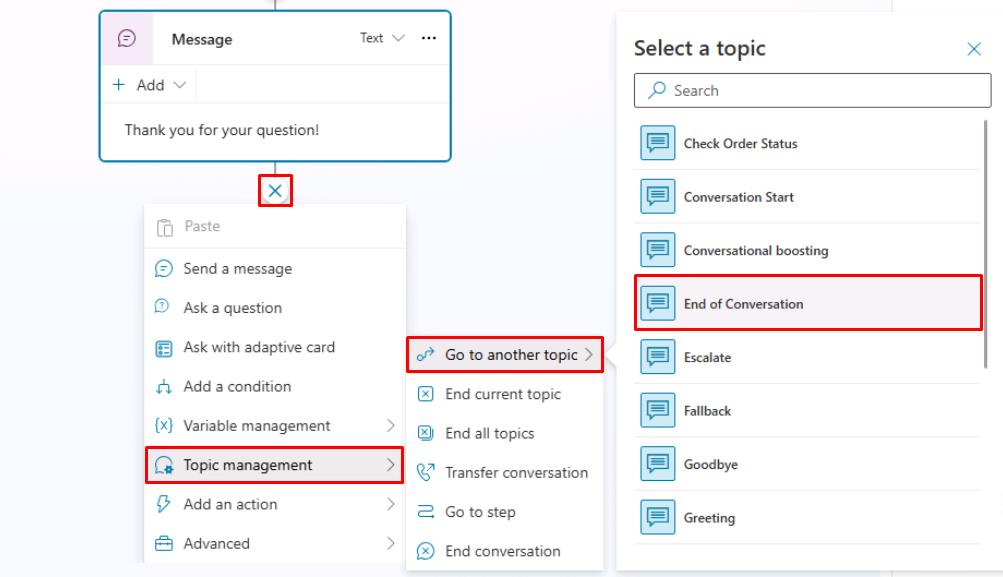 Message
Text
Add
Thank you for your question!
Paste
Send a message
Ask a question
Ask with adaptive card
Add a condition
{x} Variable management
Topic management
Add an action
Advanced
Go to another topic
End current topic
End all topics
Transfer conversation
Go to step
End conversation
Select a topic
Search
Check Order Status
Conversation Start
Conversational boosting
End of Conversation
Escalate
Fallback
Goodbye
Greeting